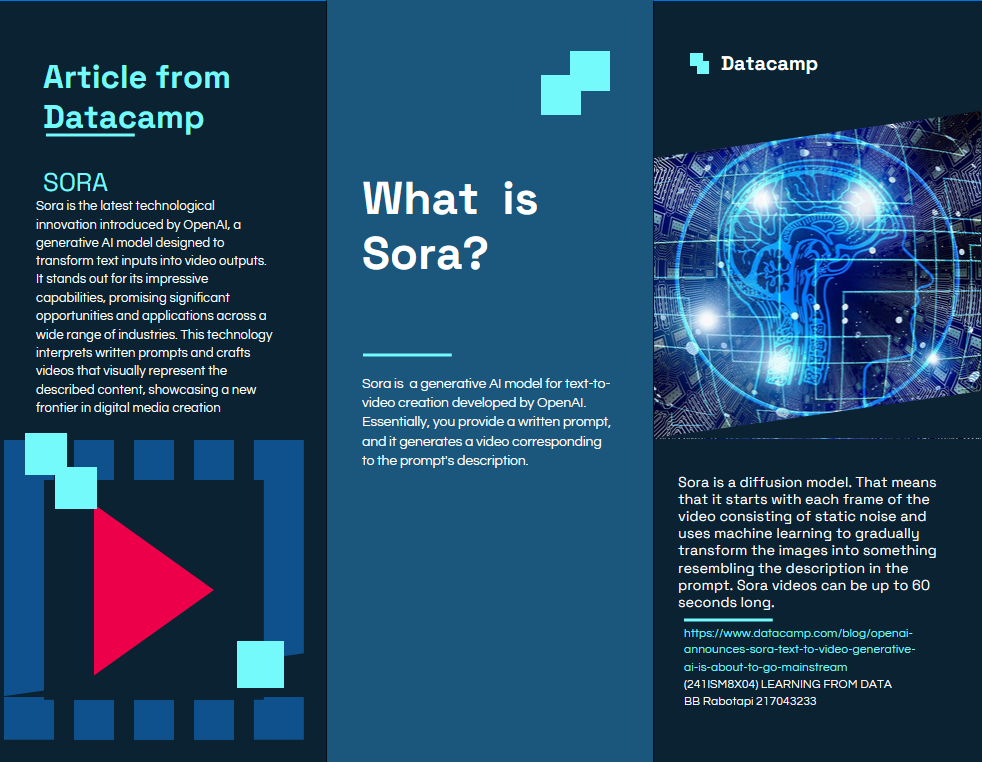 Article from
Datacamp
SORA
Sora is the latest technological
innovation introduced by OpenAI, a
generative AI model designed to
transform text inputs into video outputs.
It stands out for its impressive
capabilities, promising significant
opportunities and applications across a
wide range of industries. This technology
interprets written prompts and crafts
videos that visually represent the
described content, showcasing a new
frontier in digital media creation
What is
Sora?
Sora is a generative AI model for text-to-
video creation developed by OpenAI.
Essentially, you provide a written prompt,
and it generates a video corresponding
to the prompt's description.
Datacamp
Sora is a diffusion model. That means
that it starts with each frame of the
video consisting of static noise and
uses machine learning to gradually
transform the images into something
resembling the description in the
prompt. Sora videos can be up to 60
seconds long.
https://www.datacamp.com/blog/openai-
announces-sora-text-to-video-generative-
ai-is-about-to-go-mainstream
(241ISM8X04) LEARNING FROM DATA
BB Rabotapi 217043233